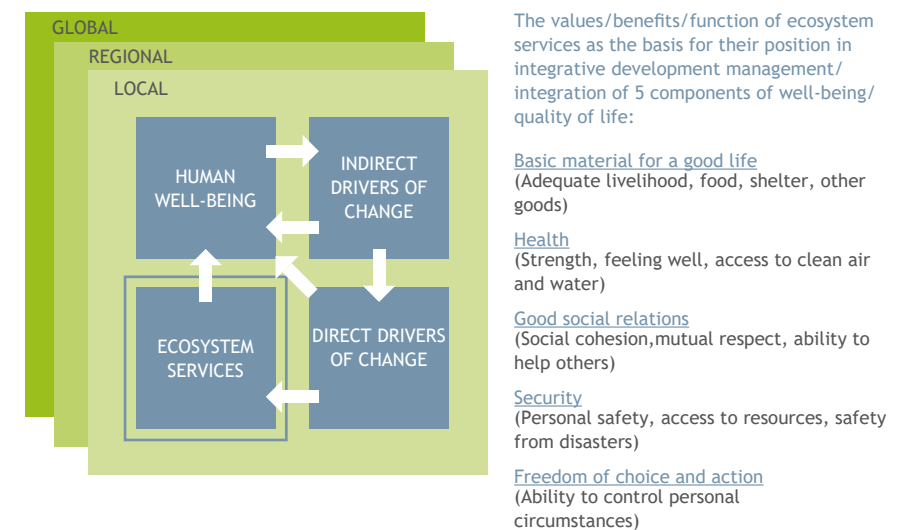 GLOBAL
REGIONAL
LOCAL
HUMAN
WELL-BEING
INDIRECT
DRIVERS OF
CHANGE
ECOSYSTEM
SERVICES
DIRECT DRIVERS
OF CHANGE
The values/benefits/function of ecosystem
services as the basis for their position in
integrative development management/
integration of 5 components of well-being/
quality of life:
Basic material for a good life
(Adequate livelihood, food, shelter, other
goods)
Health
(Strength, feeling well, access to clean air
and water)
Good social relations
(Social cohesion,mutual respect, ability to
help others)
Security
(Personal safety, access to resources, safety
from disasters)
Freedom of choice and action
(Ability to control personal
circumstances)